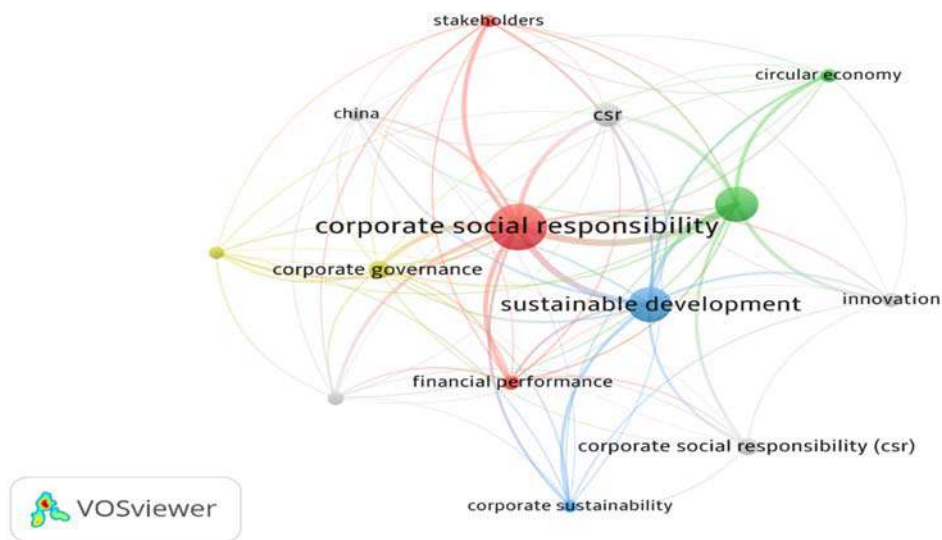 stakeholders
circular economy
china
csr
corporate social responsibility
corporate governance
sustainable development
innovation
financial performance
corporate social responsibility (csr)
corporate sustainability
VOSviewer